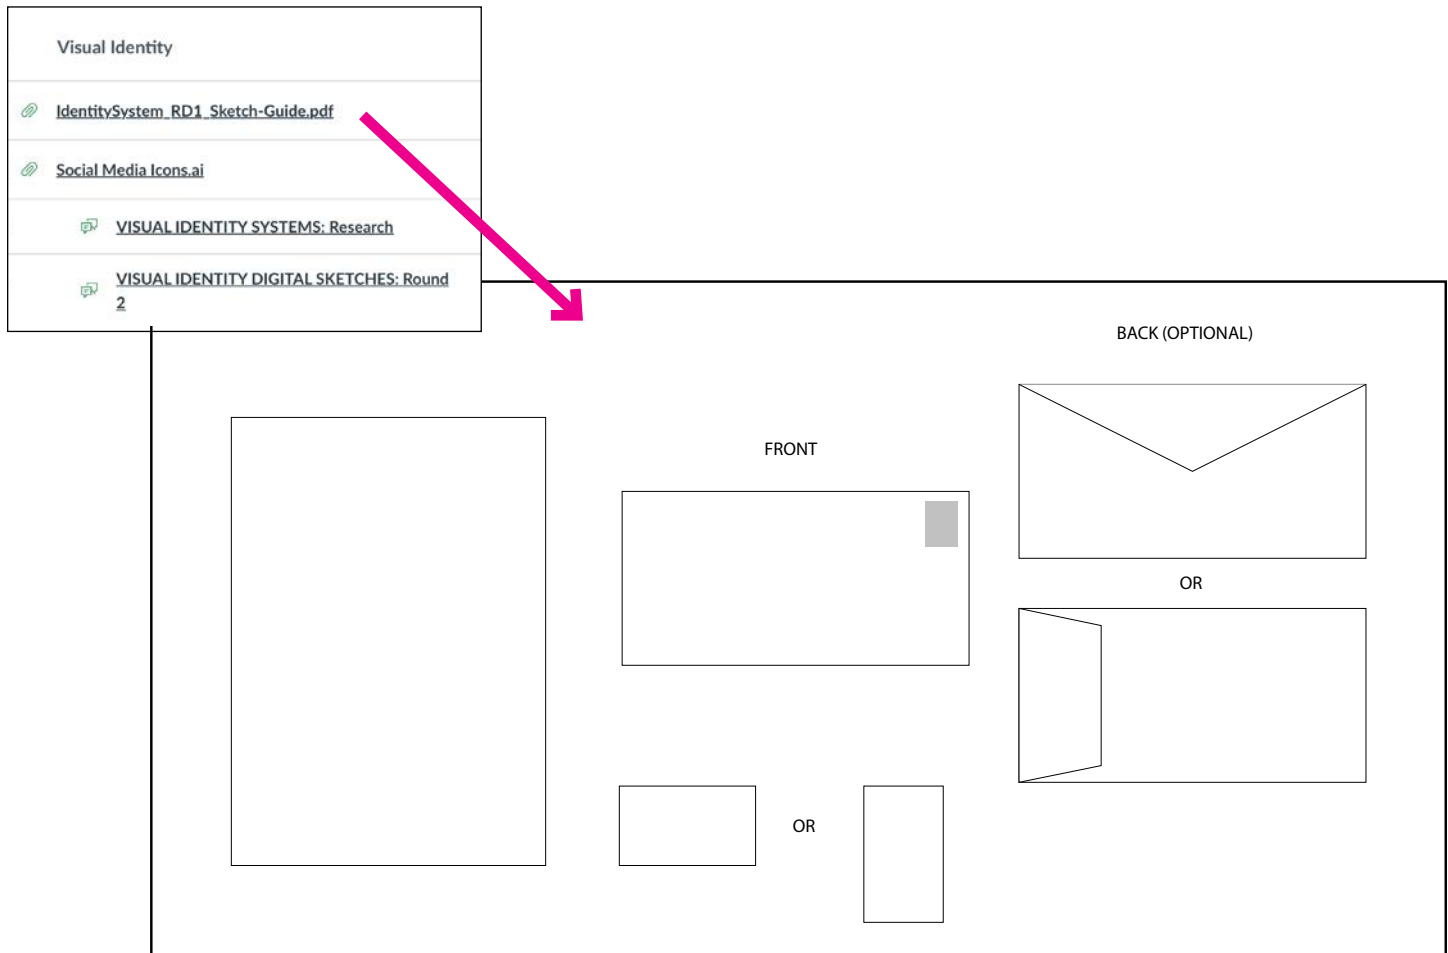 Visual Identity
IdentitySystem_RD1_Sketch-Guide.pdf
Social Media Icons.ai
VISUAL IDENTITY SYSTEMS: Research
VISUAL IDENTITY DIGITAL SKETCHES: Round
2
BACK (OPTIONAL)
FRONT
OR
OR